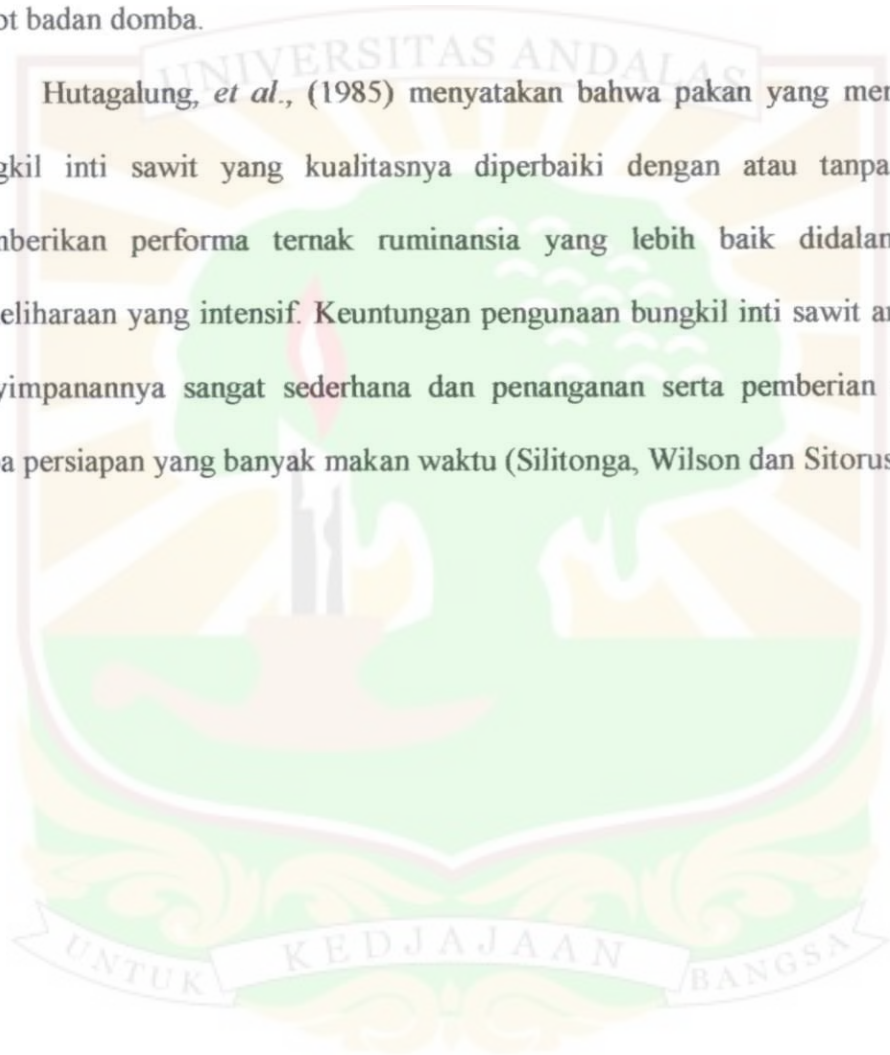 ot badan domba.
UNIVERSITAS ANDALAS
Hutagalung, et al., (1985) menyatakan bahwa pakan yang mer
gkil inti sawit yang kualitasnya diperbaiki dengan atau tanpa
nberikan performa ternak ruminansia yang lebih baik didalan
eliharaan yang intensif. Keuntungan pengunaan bungkil inti sawit an
yimpanannya sangat sederhana dan penanganan serta pemberian
a persiapan yang banyak makan waktu (Silitonga, Wilson dan Sitorus
UNTUK KEDJAJAAN BANGSA